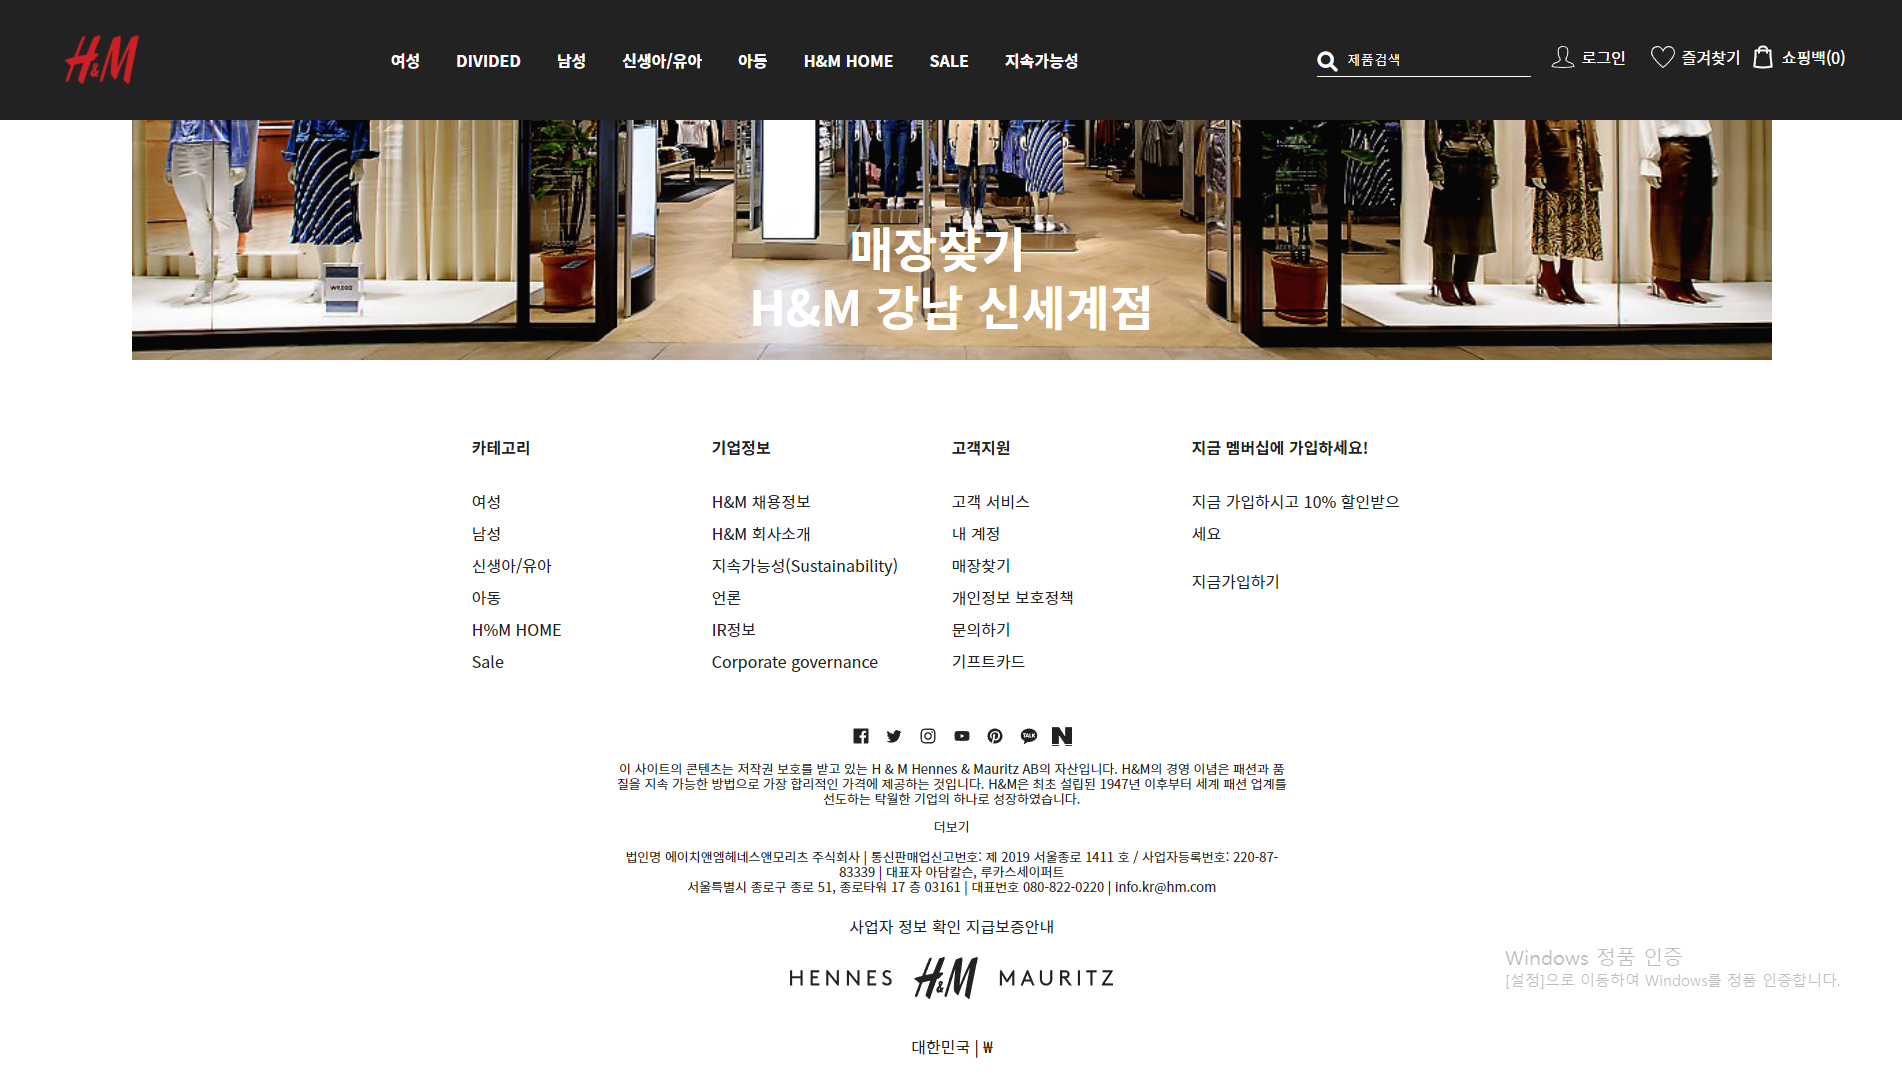 H&M
여성 DIVIDED 남성 신생아/유아 아동 H&M HOME SALE 지속가능성
제품검색
로그인 즐겨찾기 쇼핑백(0)
₩9,000
매장찾기
H&M 강남 신세계점
카테고리
여성
남성
신생아/유아
아동
H%M HOME
Sale
기업정보
H&M 채용정보
H&M 회사소개
지속가능성(Sustainability)
언론
IR정보
Corporate governance
고객지원
고객 서비스
내 계정
매장찾기
개인정보 보호정책
문의하기
기프트카드
지금 멤버십에 가입하세요!
지금 가입하시고 10% 할인받으
세요
지금가입하기
TALK N
이 사이트의 콘텐츠는 저작권 보호를 받고 있는 H & M Hennes & Mauritz AB의 자산입니다. H&M의 경영 이념은 패션과 품
질을 지속 가능한 방법으로 가장 합리적인 가격에 제공하는 것입니다. H&M은 최초 설립된 1947년 이후부터 세계 패션 업계를
선도하는 탁월한 기업의 하나로 성장하였습니다.
더보기
법인명 에이치앤엠헤네스앤모리츠 주식회사 | 통신판매업신고번호: 제 2019 서울종로 1411 호 / 사업자등록번호: 220-87-
83339 | 대표자 아담칼슨, 루카스세이퍼트
서울특별시 종로구 종로 51, 종로타워 17 층 03161 | 대표번호 080-822-0220 | info.kr@hm.com
사업자 정보 확인 지급보증안내
HENNES H&M MAURITZ
대한민국 | ₩
Windows 정품 인증
[설정]으로 이동하여 Windows를 정품 인증합니다.